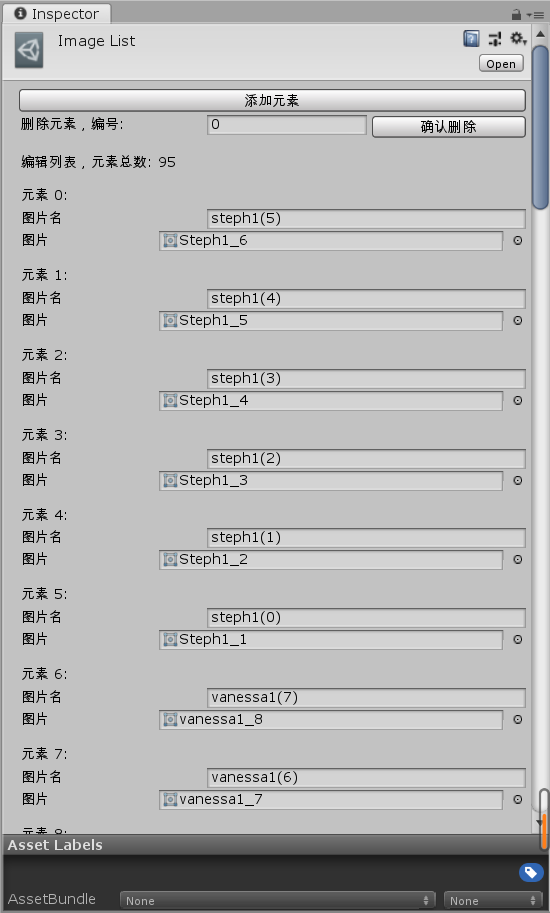 Inspector
Image List
Open
添加元素
删除元素，编号: 0 确认删除
编辑列表，元素总数: 95
元素 0:
图片名 steph1(5)
图片 Steph1_6
元素 1:
图片名 steph1(4)
图片 Steph1_5
元素 2:
图片名 steph1(3)
图片 Steph1_4
元素 3:
图片名 steph1(2)
图片 Steph1_3
元素 4:
图片名 steph1(1)
图片 Steph1_2
元素 5:
图片名 steph1(0)
图片 Steph1_1
元素 6:
图片名 vanessa1(7)
图片 vanessa1_8
元素 7:
图片名 vanessa1(6)
图片 vanessa1_7
元素 8:
Asset Labels
AssetBundle None None